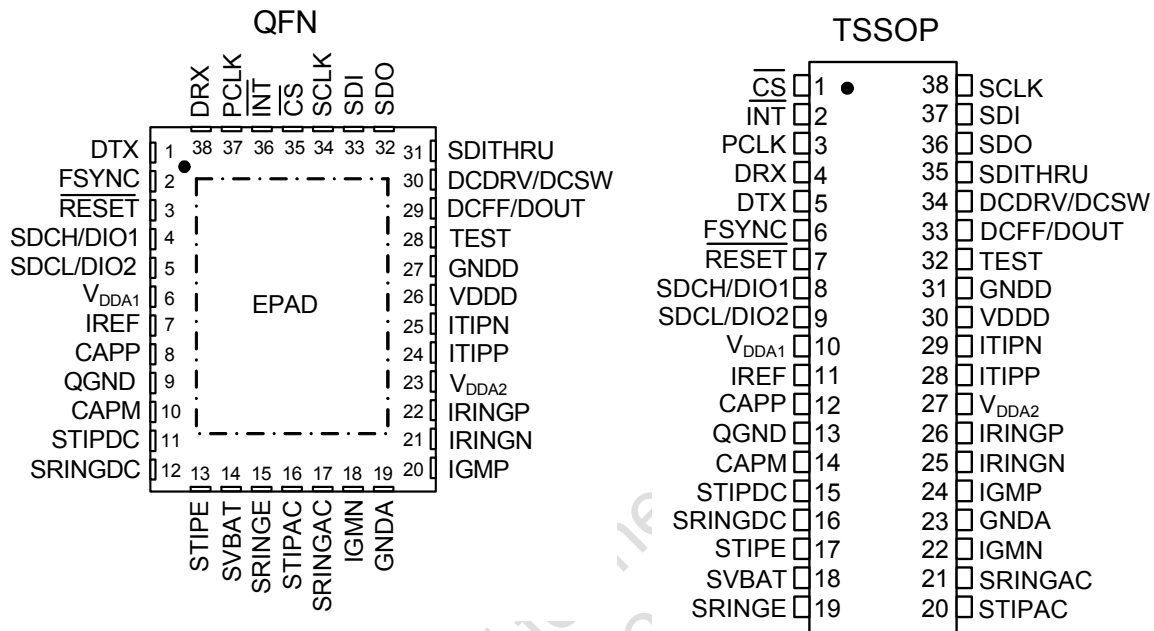 QFN
DRX
PCLK
INT
CS
SCLK
SDI
SDO
38 37 36 35 34 33 32
DTX 1
FSYNC 2
RESET 3
SDCH/DIO1 4
SDCL/DIO2 5
VDDA1 6
IREF 7
CAPP 8
QGND 9
CAPM 10
STIPDC 11
SRINGDC 12
EPAD
31 SDITHRU
30 DCDRV/DCSW
29 DCFF/DOUT
28 TEST
27 GNDD
26 VDDD
25 ITIPN
24 ITIPP
23 VDDA2
22 IRINGP
21 IRINGN
20 IGMP
13 14 15 16 17 18 19
STIPE
SVBAT
SRINGE
STIPAC
SRINGAC
IGMN
GNDA
TSSOP
CS 1
INT 2
PCLK 3
DRX 4
DTX 5
FSYNC 6
RESET 7
SDCH/DIO1 8
SDCL/DIO2 9
VDDA1 10
IREF 11
CAPP 12
QGND 13
CAPM 14
STIPDC 15
SRINGDC 16
STIPE 17
SVBAT 18
SRINGE 19
38 SCLK
37 SDI
36 SDO
35 SDITHRU
34 DCDRV/DCSW
33 DCFF/DOUT
32 TEST
31 GNDD
30 VDDD
29 ITIPN
28 ITIPP
27 VDDA2
26 IRINGP
25 IRINGN
24 IGMP
23 GNDA
22 IGMN
21 SRINGAC
20 STIPAC